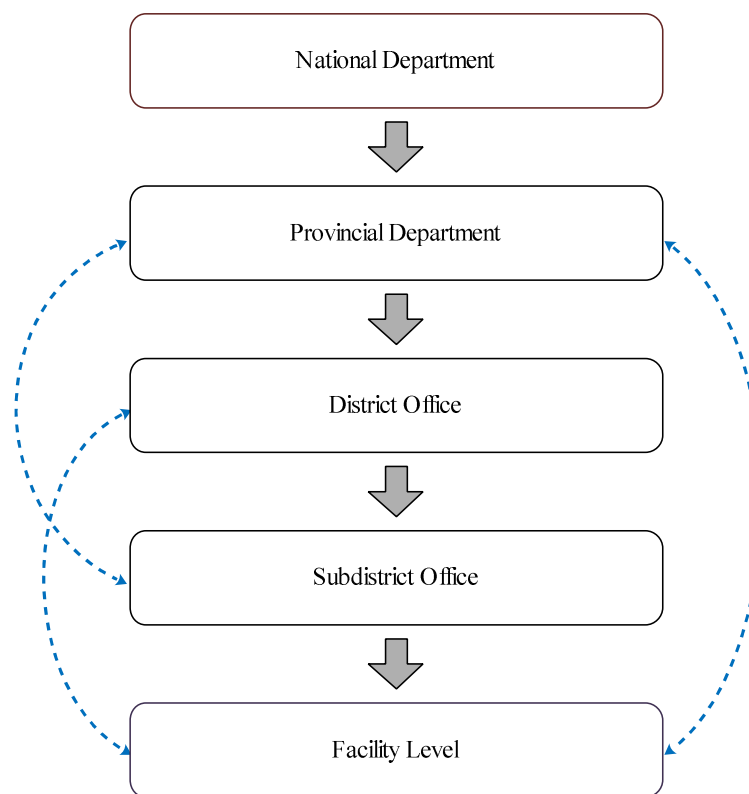 National Department
Provincial Department
District Office
Subdistrict Office
Facility Level